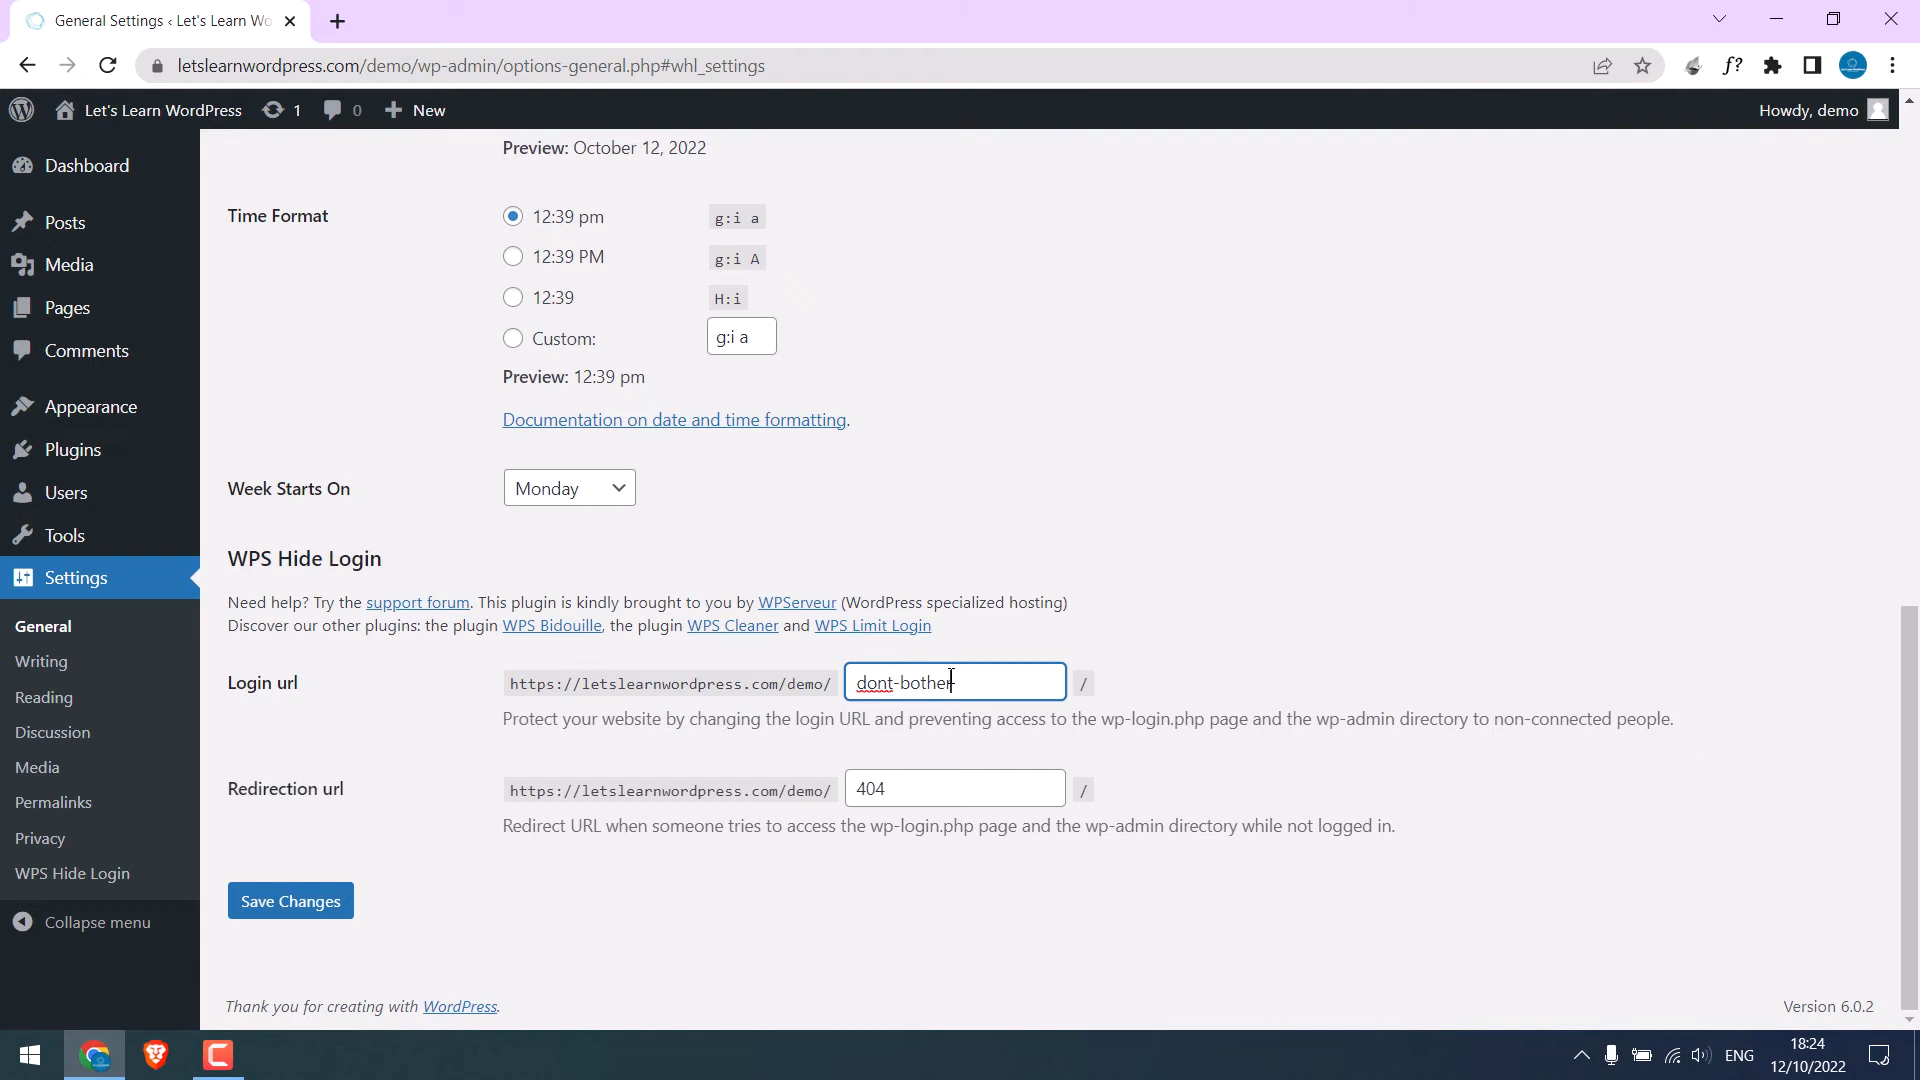 General Settings ‹ Let's Learn Wo
letslearnwordpress.com/demo/wp-admin/options-general.php#whl_settings
f?
Let's Learn WordPress
1
0
New
Howdy, demo
Dashboard
Posts
Media
Pages
Comments
Appearance
Plugins
Users
Tools
Settings
General
Writing
Reading
Discussion
Media
Permalinks
Privacy
WPS Hide Login
Collapse menu
Preview: October 12, 2022
Time Format
12:39 pm g:i a
12:39 PM g:i A
12:39 H:i
Custom: g:i a
Preview: 12:39 pm
Documentation on date and time formatting.
Week Starts On Monday
WPS Hide Login
Need help? Try the support forum. This plugin is kindly brought to you by WPServeur (WordPress specialized hosting)
Discover our other plugins: the plugin WPS Bidouille, the plugin WPS Cleaner and WPS Limit Login
Login url https://letslearnwordpress.com/demo/ dont-bother /
Protect your website by changing the login URL and preventing access to the wp-login.php page and the wp-admin directory to non-connected people.
Redirection url https://letslearnwordpress.com/demo/ 404 /
Redirect URL when someone tries to access the wp-login.php page and the wp-admin directory while not logged in.
Save Changes
Thank you for creating with WordPress.
Version 6.0.2
ENG
18:24
12/10/2022